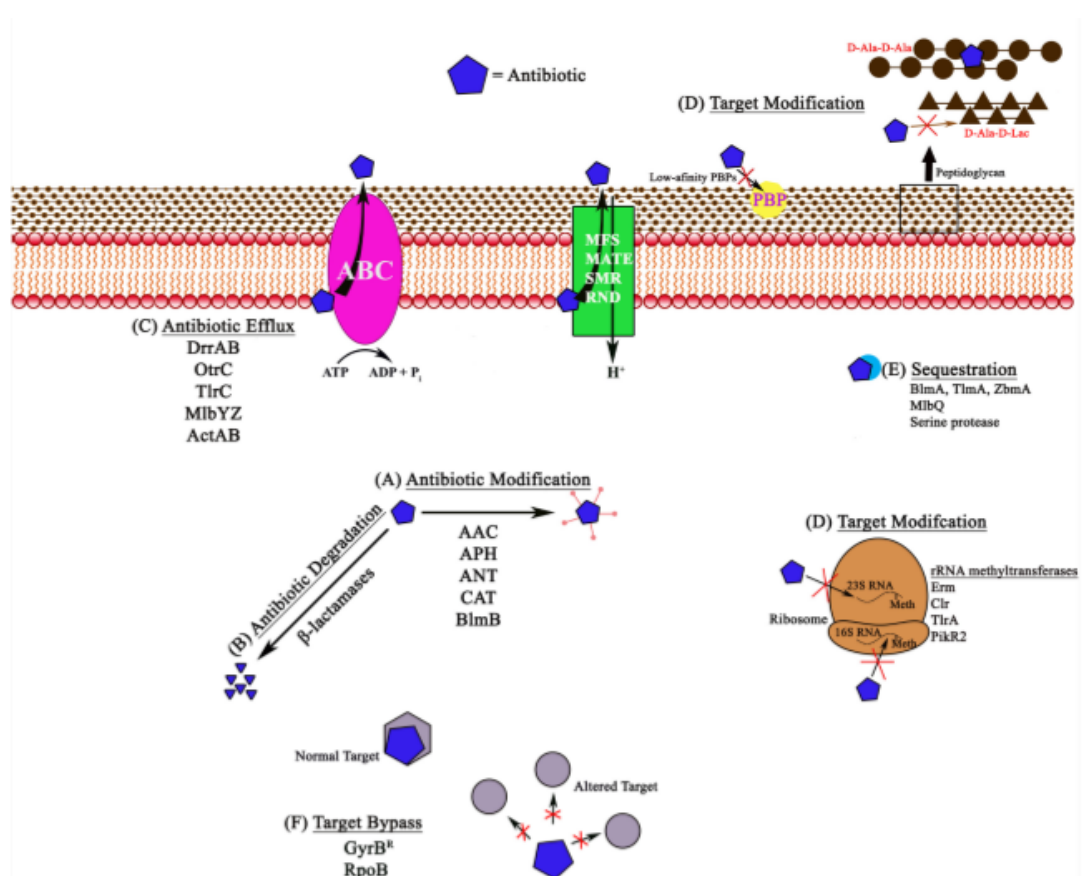 D-Ala-D-Ala
= Antibiotic
(D) Target Modification
D-Ala-D-Lac
Low-afinity PBPs
Peptidoglycan
PBP
ABC
MFS
MATE
SMR
RND
(C) Antibiotic Efflux
DrrAB
OtrC
TlrC
MlbYZ
ActAB
ATP
ADP + Pi
H+
(E) Sequestration
BlmA, TlmA, ZbmA
MlbQ
Serine protease
(A) Antibiotic Modification
AAC
APH
ANT
CAT
BlmB
(B) Antibiotic Degradation
β-lactamases
(D) Target Modifcation
rRNA methyltransferases
Erm
Clr
TlrA
PikR2
23S RNA
Meth
Ribosome
16S RNA
Meth
Normal Target
Altered Target
(F) Target Bypass
GyrBR
RpoB